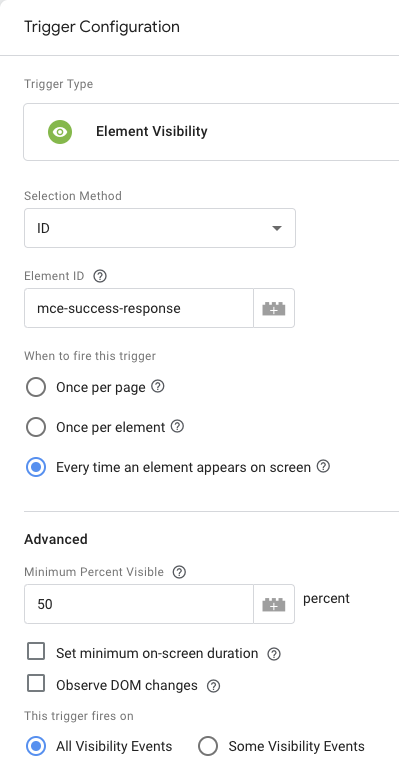 Trigger Configuration
Trigger Type
Element Visibility
Selection Method
ID
Element ID
mce-success-response
When to fire this trigger
Once per page
Once per element
Every time an element appears on screen
Advanced
Minimum Percent Visible
50
percent
Set minimum on-screen duration
Observe DOM changes
This trigger fires on
All Visibility Events
Some Visibility Events